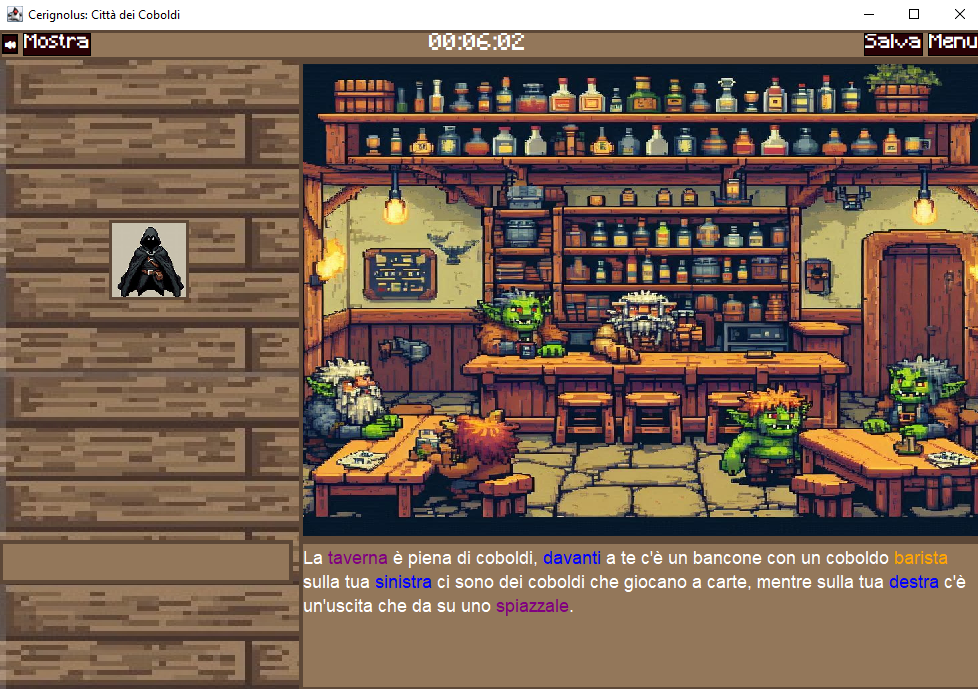 Cerignolus: Città dei Coboldi
Mostra 00:06:02 Salva Menu
La taverna è piena di coboldi, davanti a te c'è un bancone con un coboldo barista
sulla tua sinistra ci sono dei coboldi che giocano a carte, mentre sulla tua destra c'è
un'uscita che da su uno spiazzale.